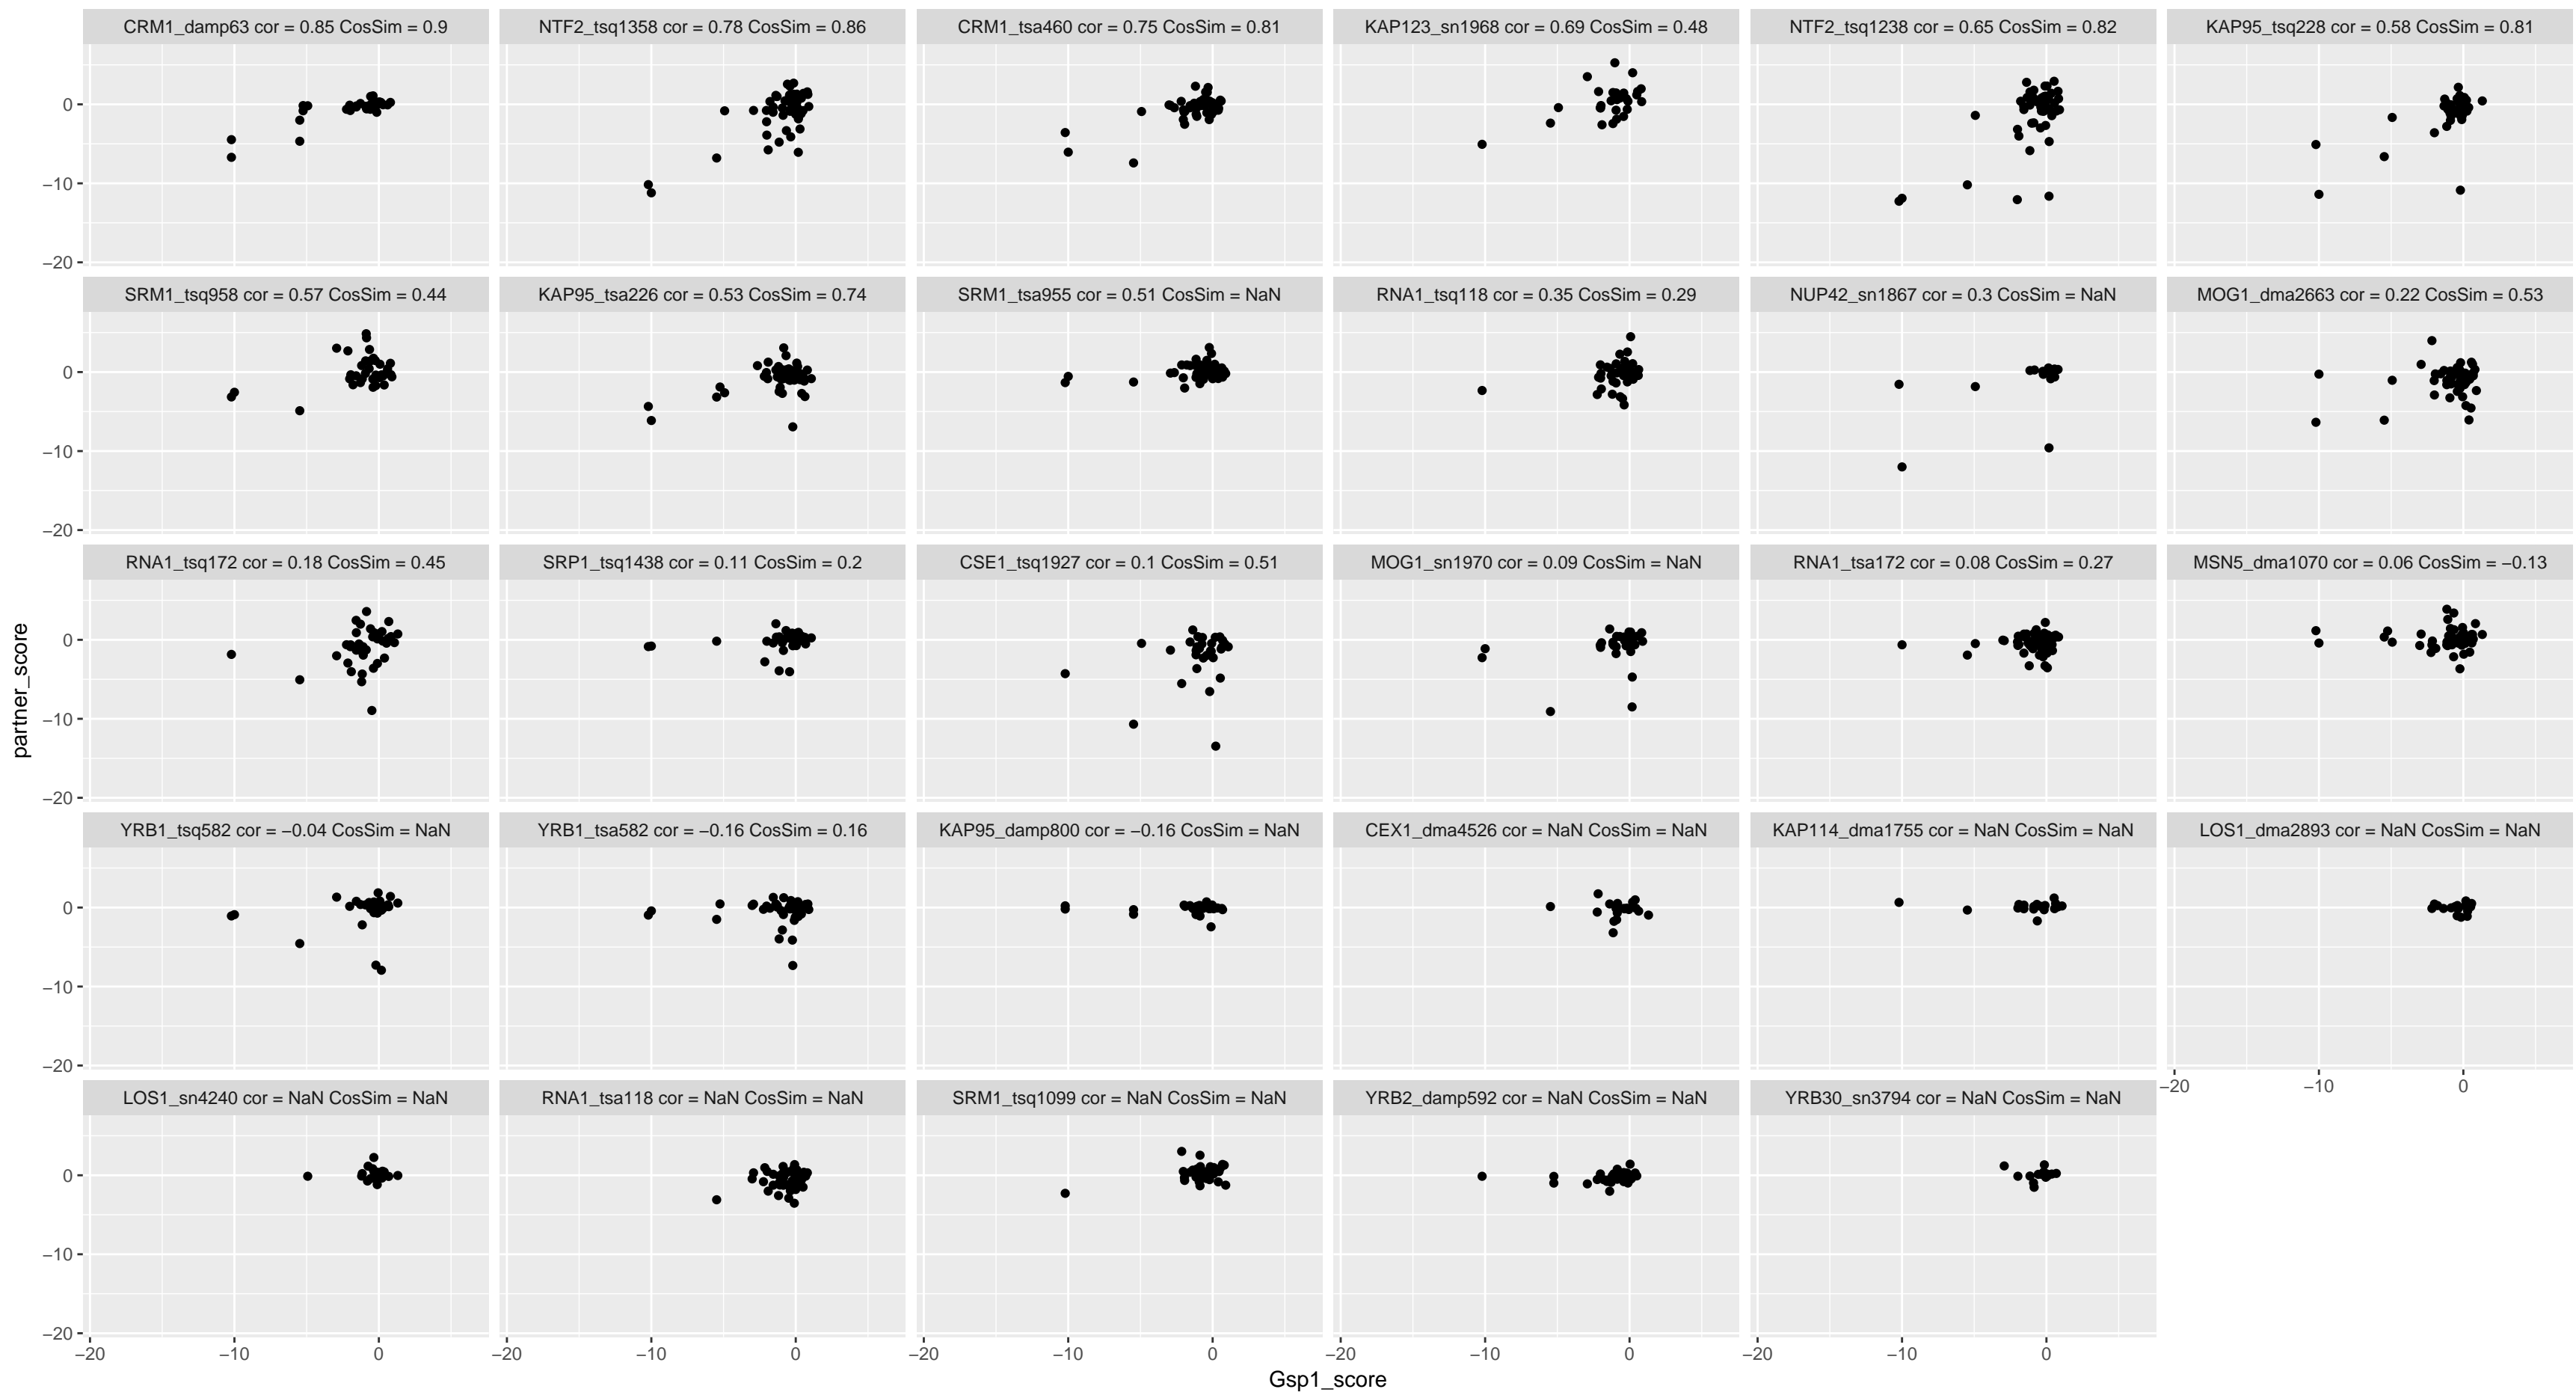 CRM1_damp63 cor = 0.85 CosSim = 0.9
NTF2_tsq1358 cor = 0.78 CosSim = 0.86
CRM1_tsa460 cor = 0.75 CosSim = 0.81
KAP123_sn1968 cor = 0.69 CosSim = 0.48
NTF2_tsq1238 cor = 0.65 CosSim = 0.82
KAP95_tsq228 cor = 0.58 CosSim = 0.81
0
−10
−20
SRM1_tsq958 cor = 0.57 CosSim = 0.44
KAP95_tsa226 cor = 0.53 CosSim = 0.74
SRM1_tsa955 cor = 0.51 CosSim = NaN
RNA1_tsq118 cor = 0.35 CosSim = 0.29
NUP42_sn1867 cor = 0.3 CosSim = NaN
MOG1_dma2663 cor = 0.22 CosSim = 0.53
0
−10
−20
RNA1_tsq172 cor = 0.18 CosSim = 0.45
SRP1_tsq1438 cor = 0.11 CosSim = 0.2
CSE1_tsq1927 cor = 0.1 CosSim = 0.51
MOG1_sn1970 cor = 0.09 CosSim = NaN
RNA1_tsa172 cor = 0.08 CosSim = 0.27
MSN5_dma1070 cor = 0.06 CosSim = −0.13
0
−10
−20
partner_score
YRB1_tsq582 cor = −0.04 CosSim = NaN
YRB1_tsa582 cor = −0.16 CosSim = 0.16
KAP95_damp800 cor = −0.16 CosSim = NaN
CEX1_dma4526 cor = NaN CosSim = NaN
KAP114_dma1755 cor = NaN CosSim = NaN
LOS1_dma2893 cor = NaN CosSim = NaN
0
−10
−20
−20 −10 0
LOS1_sn4240 cor = NaN CosSim = NaN
RNA1_tsa118 cor = NaN CosSim = NaN
SRM1_tsq1099 cor = NaN CosSim = NaN
YRB2_damp592 cor = NaN CosSim = NaN
YRB30_sn3794 cor = NaN CosSim = NaN
0
−10
−20
−20 −10 0 −20 −10 0 −20 −10 0 −20 −10 0 −20 −10 0
Gsp1_score